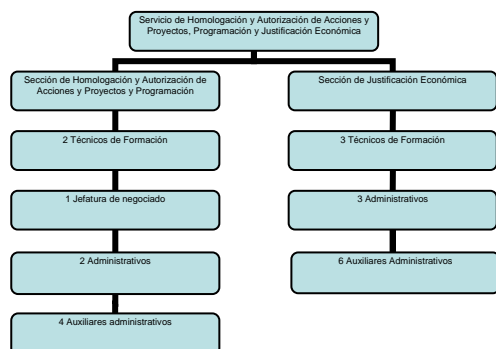 Servicio de Homologación y Autorización de Acciones y
Proyectos, Programación y Justificación Económica
Sección de Homologación y Autorización de
Acciones y Proyectos y Programación
Sección de Justificación Económica
2 Técnicos de Formación
3 Técnicos de Formación
1 Jefatura de negociado
3 Administrativos
2 Administrativos
6 Auxiliares Administrativos
4 Auxiliares administrativos